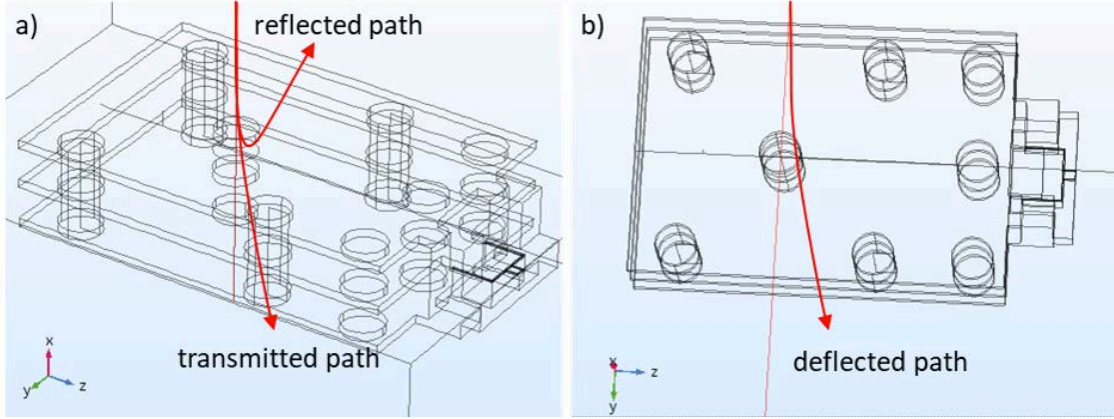 a)
reflected path
transmitted path
x
y
z
b)
deflected path
x
z
y